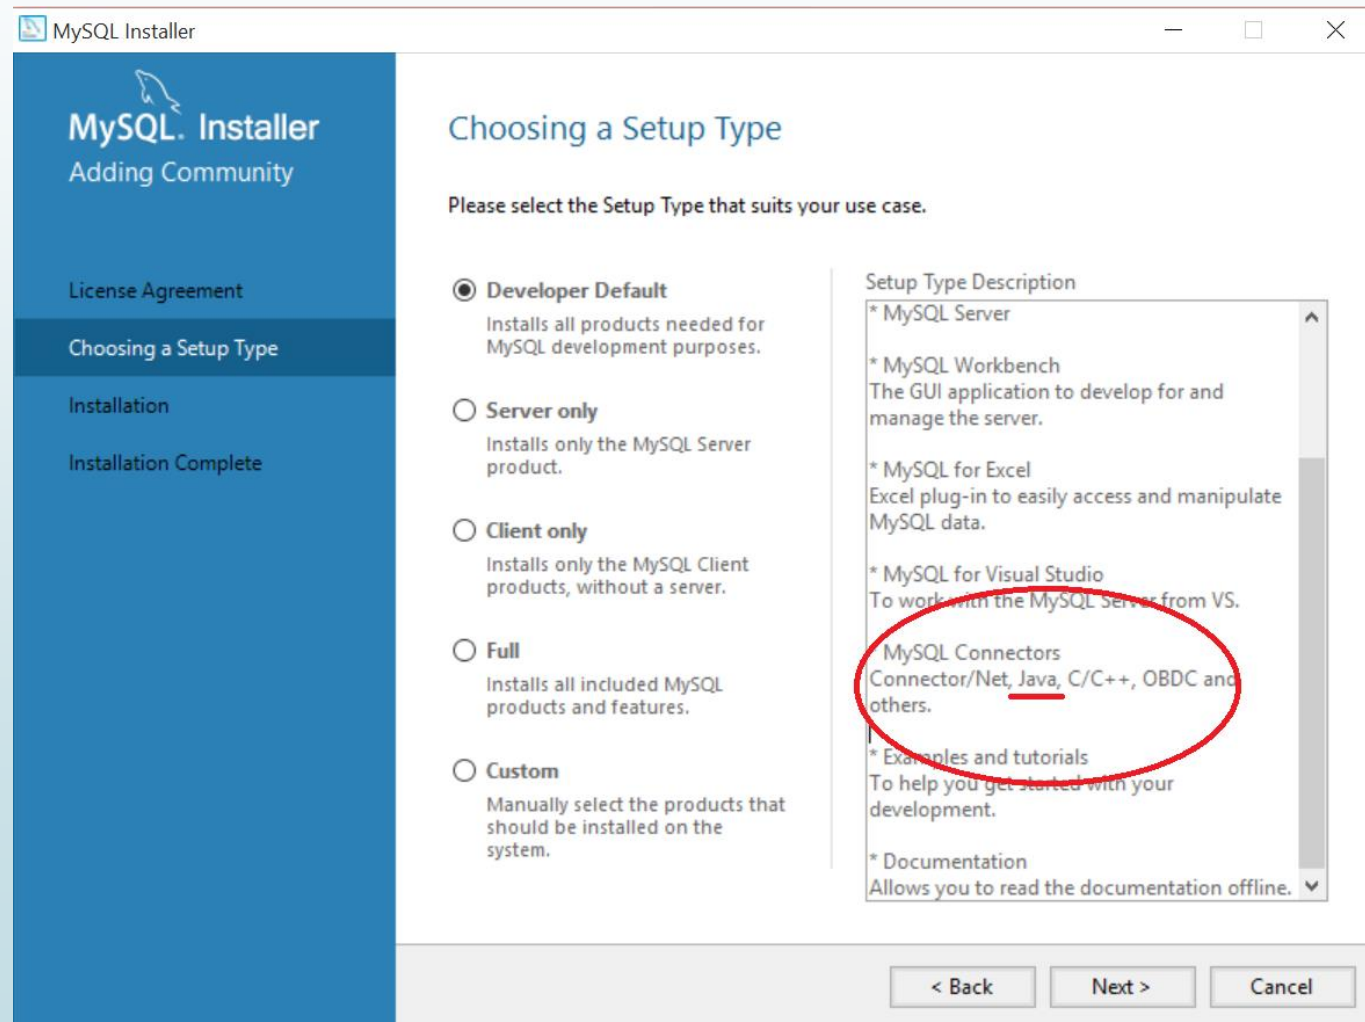 MySQL Installer
MySQL. Installer
Adding Community
License Agreement
Choosing a Setup Type
Installation
Installation Complete
Choosing a Setup Type
Please select the Setup Type that suits your use case.
Developer Default
Installs all products needed for
MySQL development purposes.
Server only
Installs only the MySQL Server
product.
Client only
Installs only the MySQL Client
products, without a server.
Full
Installs all included MySQL
products and features.
Custom
Manually select the products that
should be installed on the
system.
Setup Type Description
* MySQL Server
* MySQL Workbench
The GUI application to develop for and
manage the server.
* MySQL for Excel
Excel plug-in to easily access and manipulate
MySQL data.
* MySQL for Visual Studio
To work with the MySQL Server from VS.
MySQL Connectors
Connector/Net, Java, C/C++, OBDC and
others.
* Examples and tutorials
To help you get started with your
development.
* Documentation
Allows you to read the documentation offline.
< Back
Next >
Cancel